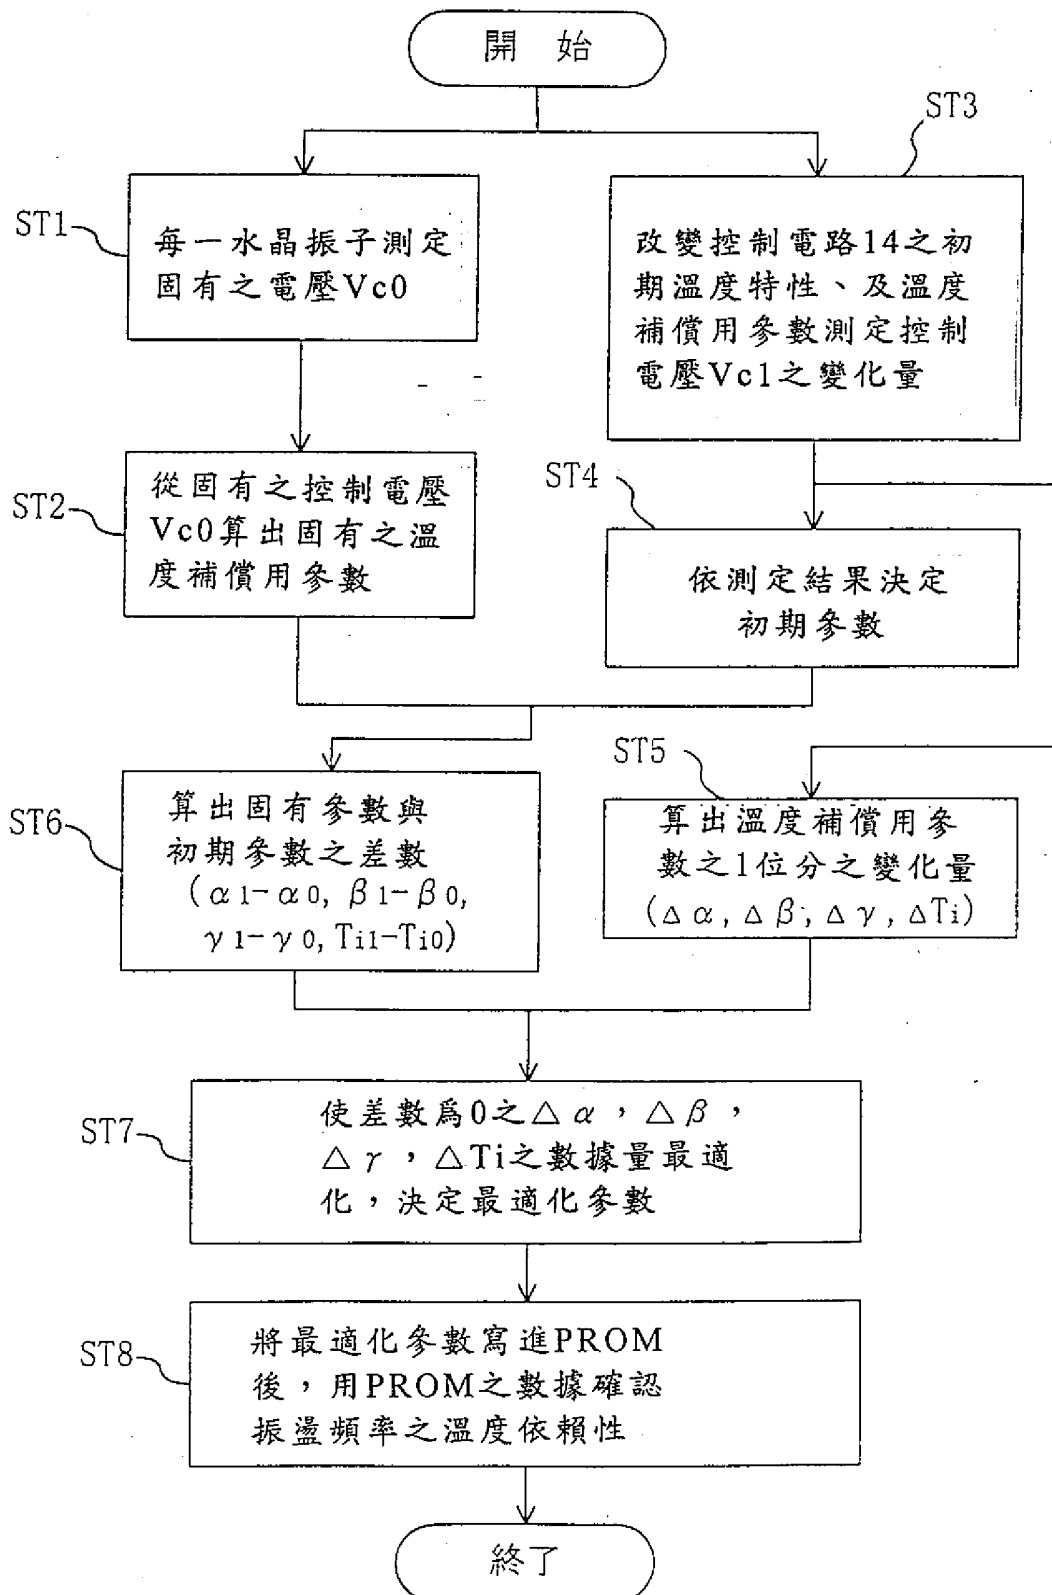 開 始
ST1
每一水晶振子測定
固有之電壓Vc0
ST3
改變控制電路14之初
期溫度特性、及溫度
補償用參數測定控制
電壓Vc1之變化量
ST2
從固有之控制電壓
Vc0算出固有之溫
度補償用參數
ST4
依測定結果決定
初期參數
ST6
算出固有參數與
初期參數之差數
(α1-α0, β1-β0,
γ1-γ0, Ti1-Ti0)
ST5
算出溫度補償用參
數之1位分之變化量
(△α, △β, △γ, △Ti)
ST7
使差數爲0之△α，△β，
△γ，△Ti之數據量最適
化，決定最適化參數
ST8
將最適化參數寫進PROM
後，用PROM之數據確認
振盪頻率之溫度依賴性
終了